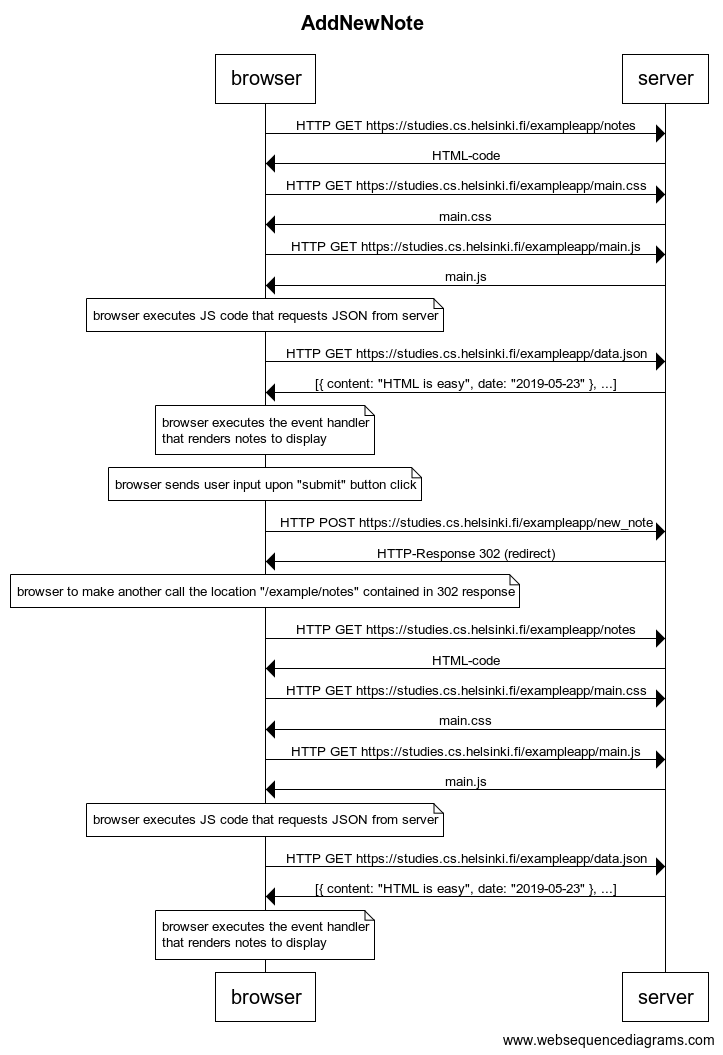 AddNewNote
browser
server
HTTP GET https://studies.cs.helsinki.fi/exampleapp/notes
HTML-code
HTTP GET https://studies.cs.helsinki.fi/exampleapp/main.css
main.css
HTTP GET https://studies.cs.helsinki.fi/exampleapp/main.js
main.js
browser executes JS code that requests JSON from server
HTTP GET https://studies.cs.helsinki.fi/exampleapp/data.json
[{ content: "HTML is easy", date: "2019-05-23" }, ...]
browser executes the event handler
that renders notes to display
browser sends user input upon "submit" button click
HTTP POST https://studies.cs.helsinki.fi/exampleapp/new_note
HTTP-Response 302 (redirect)
browser to make another call the location "/example/notes" contained in 302 response
HTTP GET https://studies.cs.helsinki.fi/exampleapp/notes
HTML-code
HTTP GET https://studies.cs.helsinki.fi/exampleapp/main.css
main.css
HTTP GET https://studies.cs.helsinki.fi/exampleapp/main.js
main.js
browser executes JS code that requests JSON from server
HTTP GET https://studies.cs.helsinki.fi/exampleapp/data.json
[{ content: "HTML is easy", date: "2019-05-23" }, ...]
browser executes the event handler
that renders notes to display
browser
server
www.websequencediagrams.com